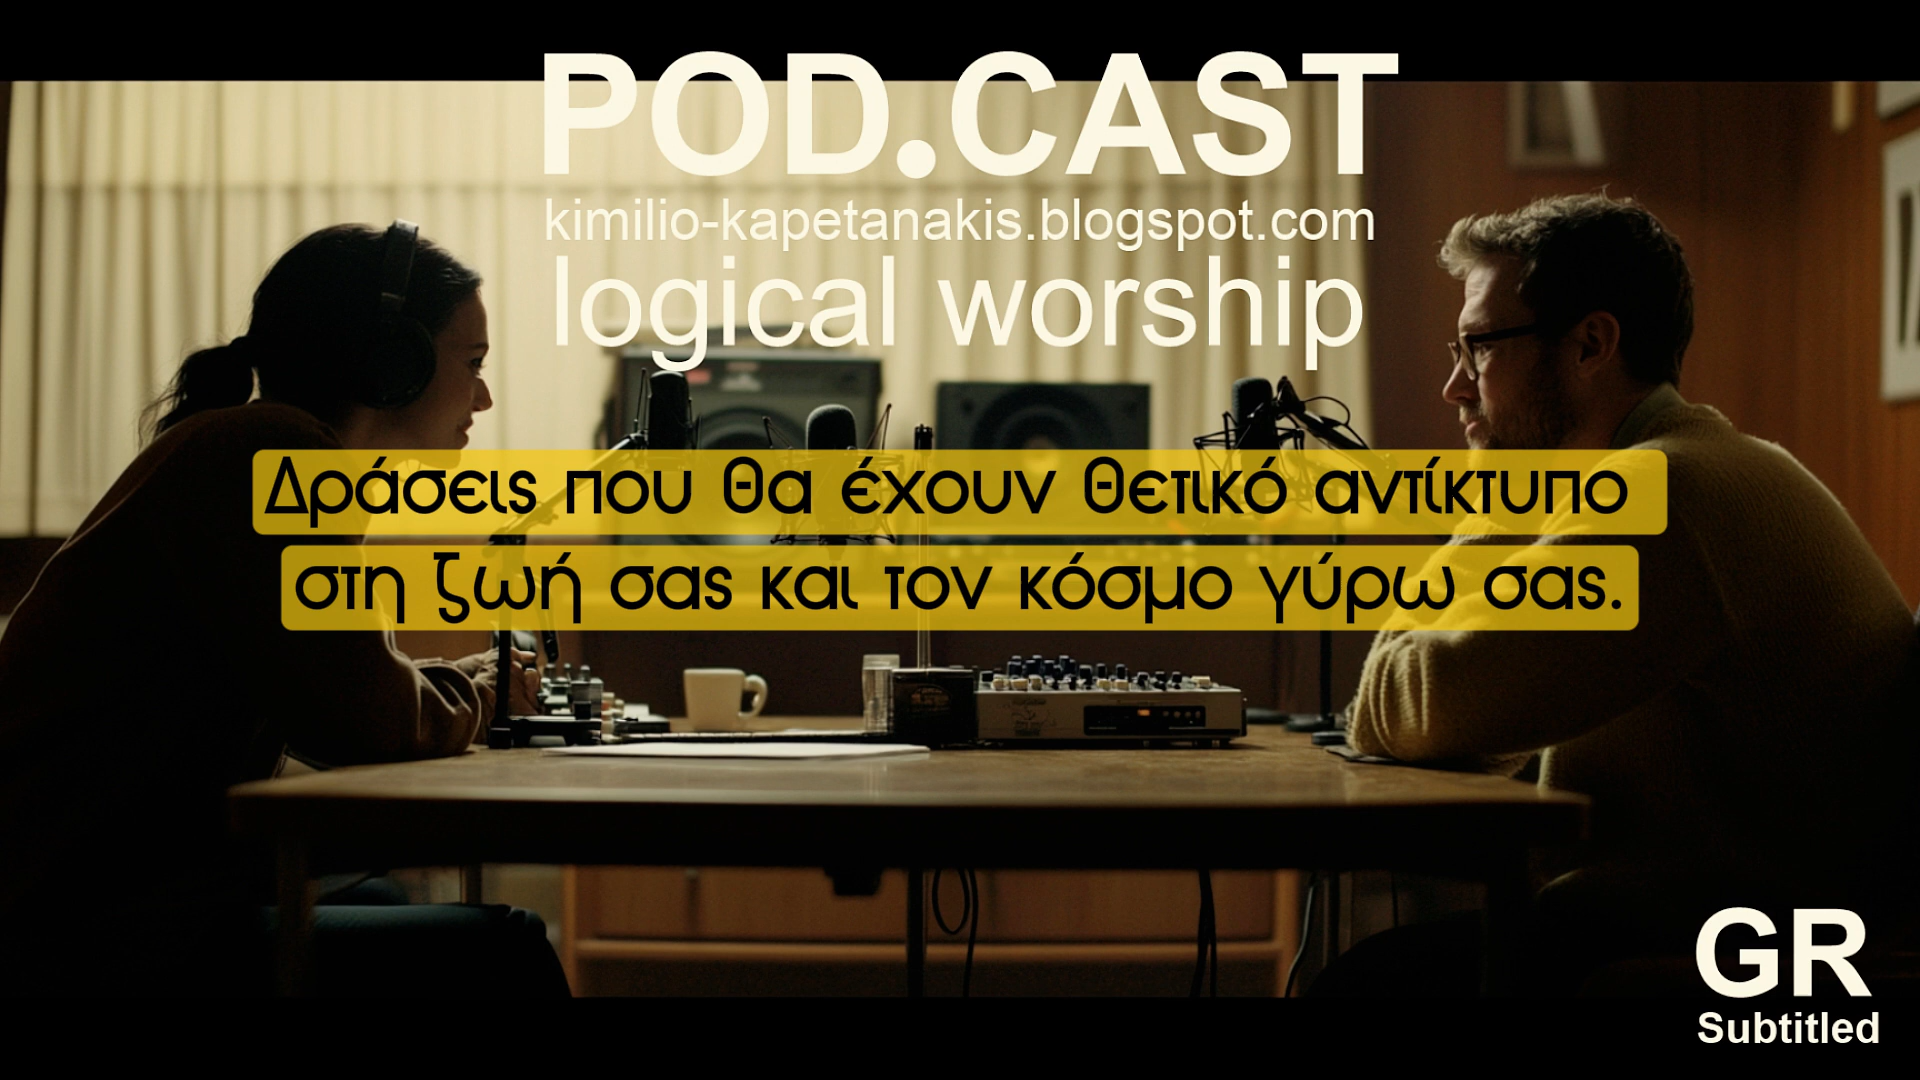 POD.CAST
kimilio-kapetanakis.blogspot.com
logical worship
Δράσεις που θα έχουν θετικό αντίκτυπο
στη ζωή σας και τον κόσμο γύρω σας.
GR
Subtitled